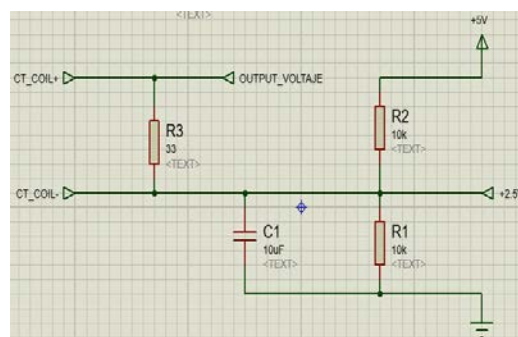 <TEXT>
+5V
CT_COIL+
OUTPUT_VOLTAJE
R3
33
<TEXT>
R2
10k
<TEXT>
CT_COIL-
+2.5
C1
10uF
<TEXT>
R1
10k
<TEXT>